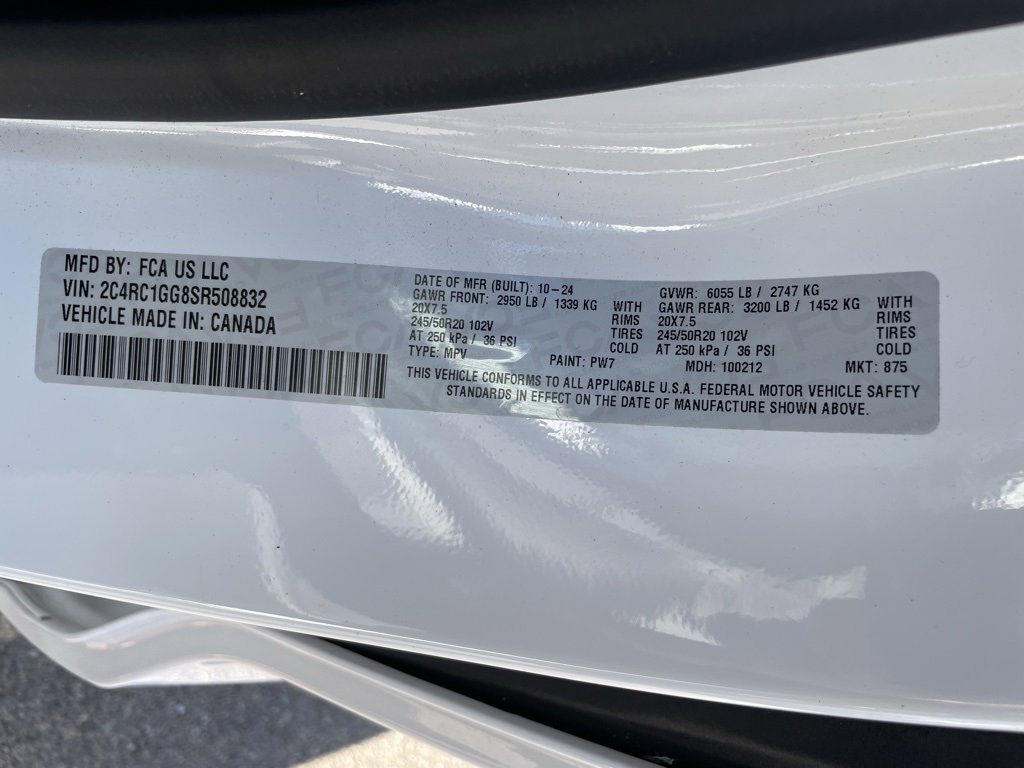 MFD BY: FCA US LLC
VIN: 2C4RC1GG8SR508832
VEHICLE MADE IN: CANADA
DATE OF MFR (BUILT): 10-24
GAWR FRONT: 2950 LB / 1339 KG WITH
20X7.5 RIMS
245/50R20 102V TIRES
AT 250 kPa / 36 PSI COLD
TYPE: MPV PAINT: PW7
GVWR: 6055 LB / 2747 KG
GAWR REAR: 3200 LB / 1452 KG WITH
20X7.5 RIMS
245/50R20 102V TIRES
AT 250 kPa / 36 PSI COLD
MDH: 100212 MKT: 875
THIS VEHICLE CONFORMS TO ALL APPLICABLE U.S.A. FEDERAL MOTOR VEHICLE SAFETY
STANDARDS IN EFFECT ON THE DATE OF MANUFACTURE SHOWN ABOVE.